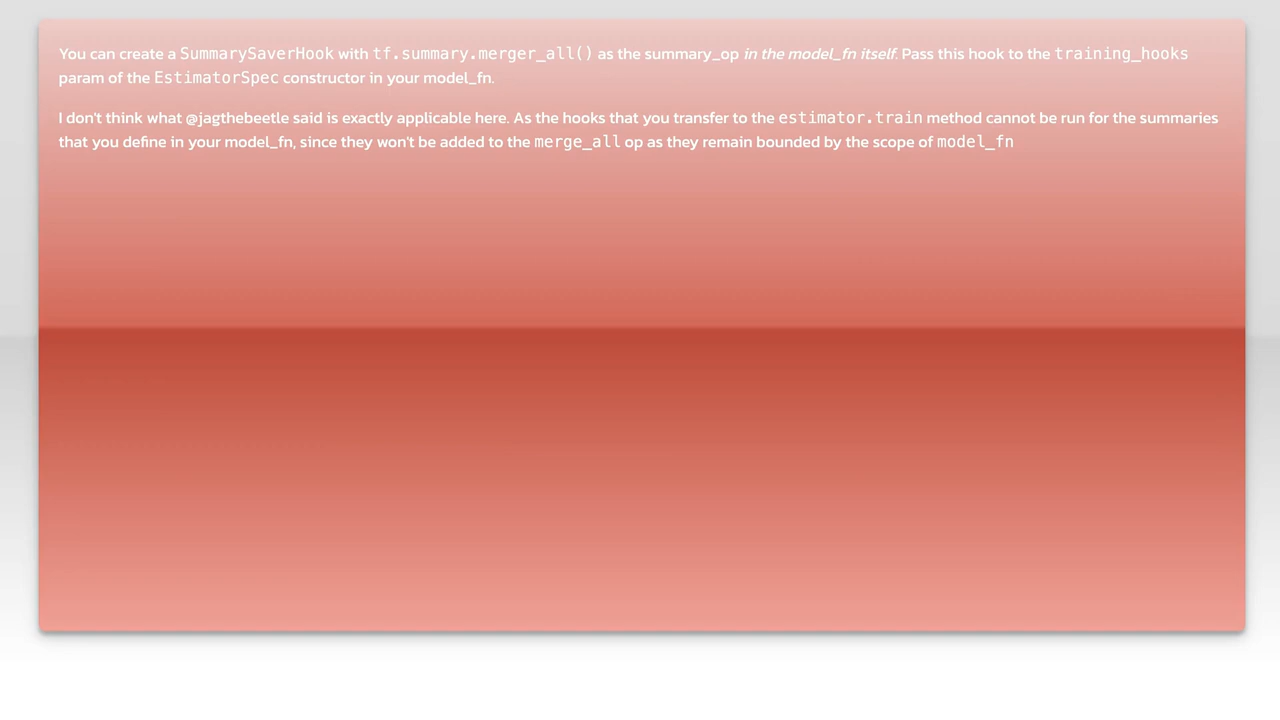 You can create a SummarySaverHook with tf.summary.merger_all() as the summary_op in the model_fn itself. Pass this hook to the training_hooks
param of the EstimatorSpec constructor in your model_fn.
I don't think what @jagthebeetle said is exactly applicable here. As the hooks that you transfer to the estimator.train method cannot be run for the summaries
that you define in your model_fn, since they won't be added to the merge_all op as they remain bounded by the scope of model_fn